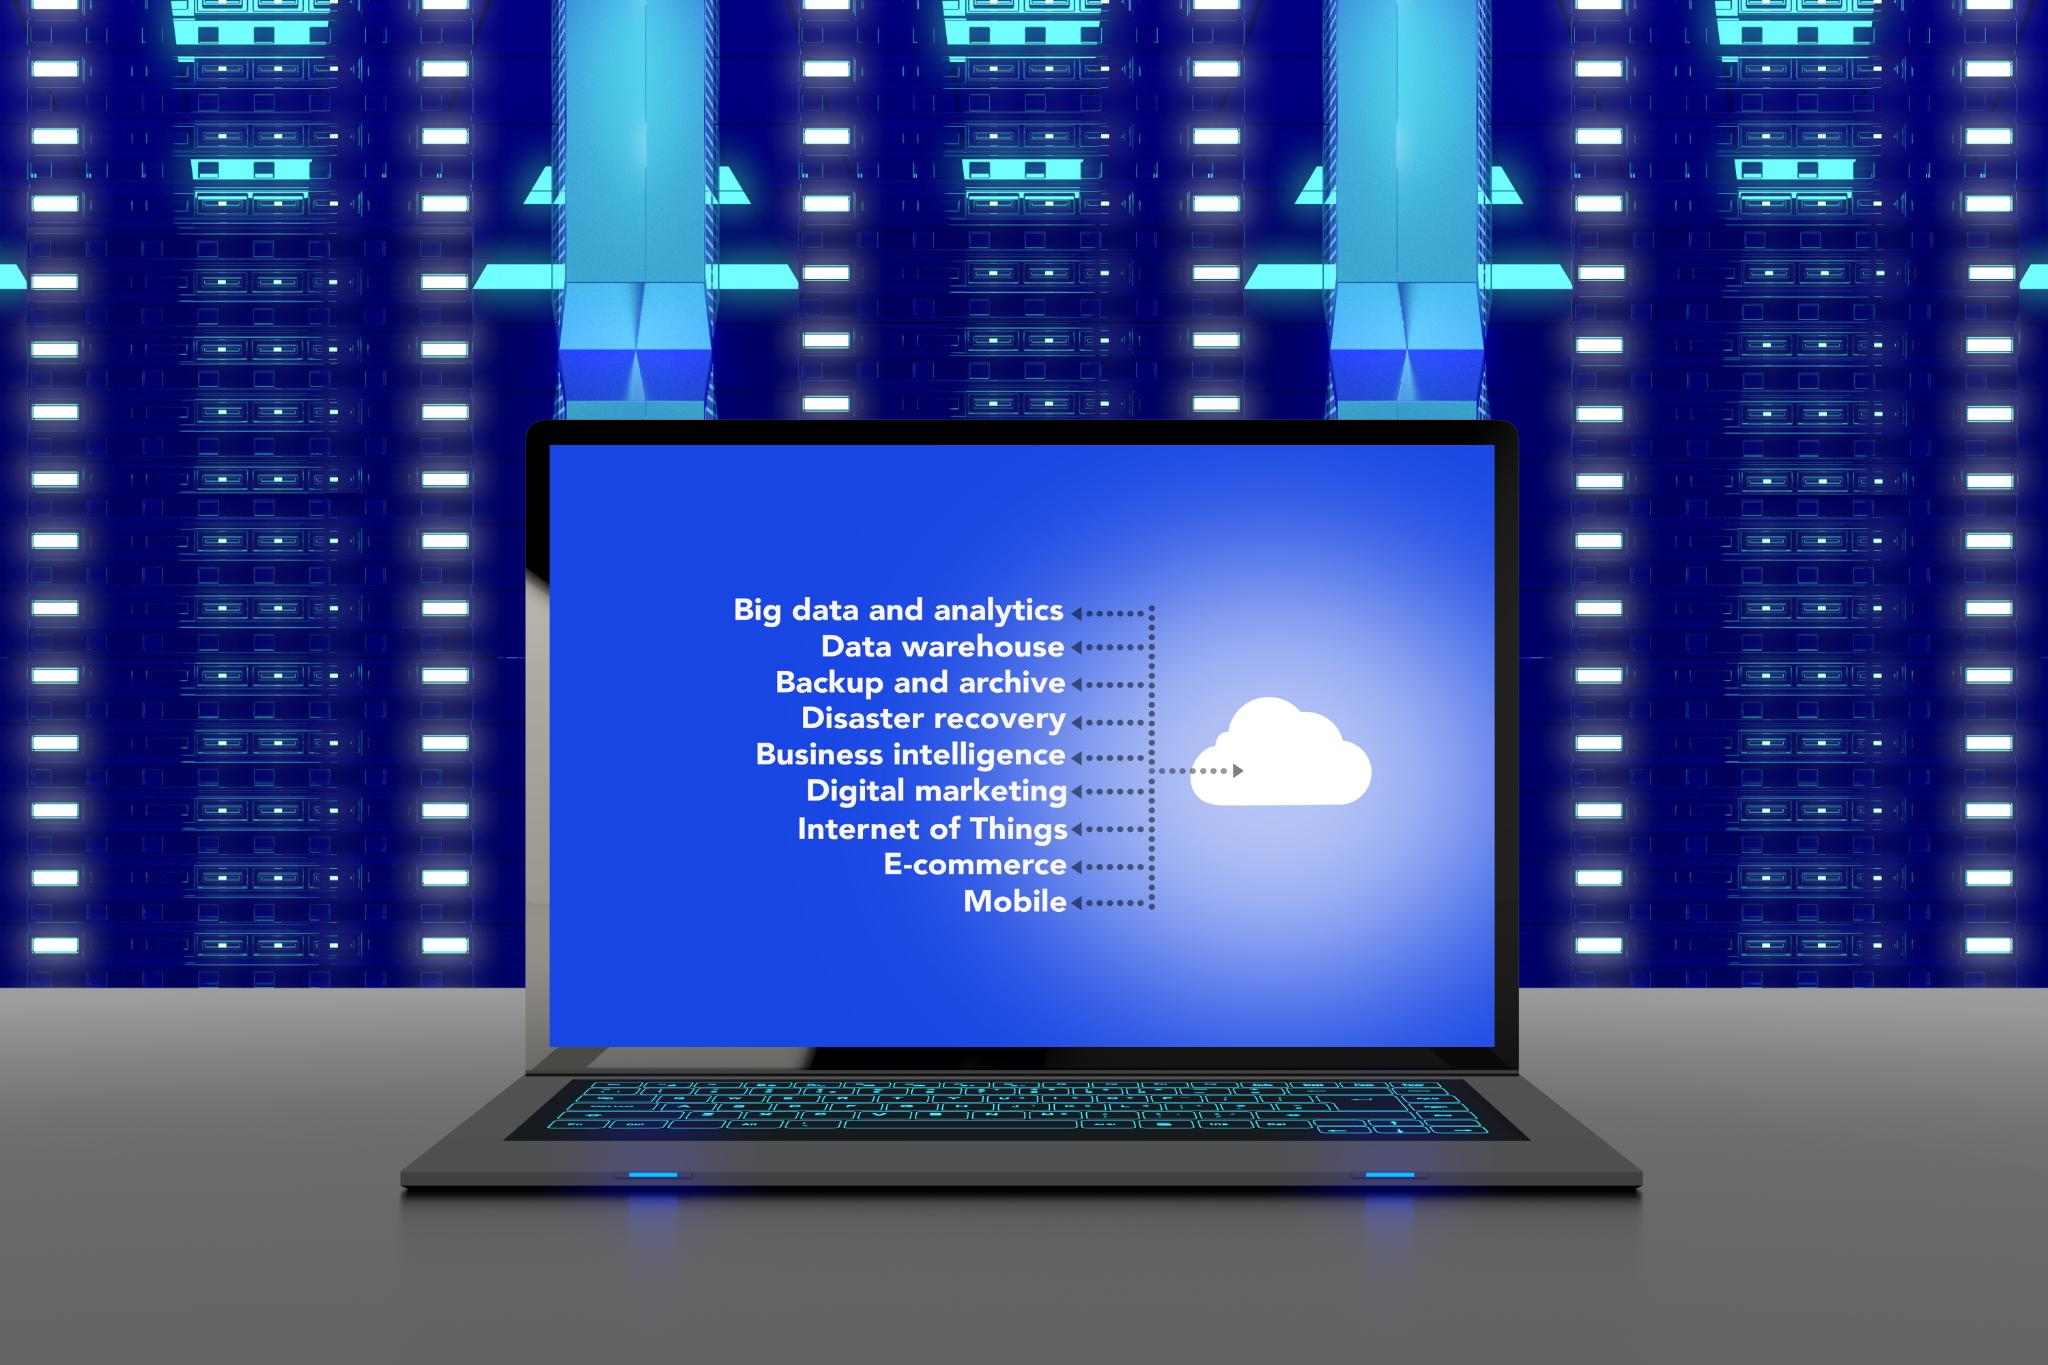 Big data and analytics
Data warehouse
Backup and archive
Disaster recovery
Business intelligence
Digital marketing
Internet of Things
E-commerce
Mobile